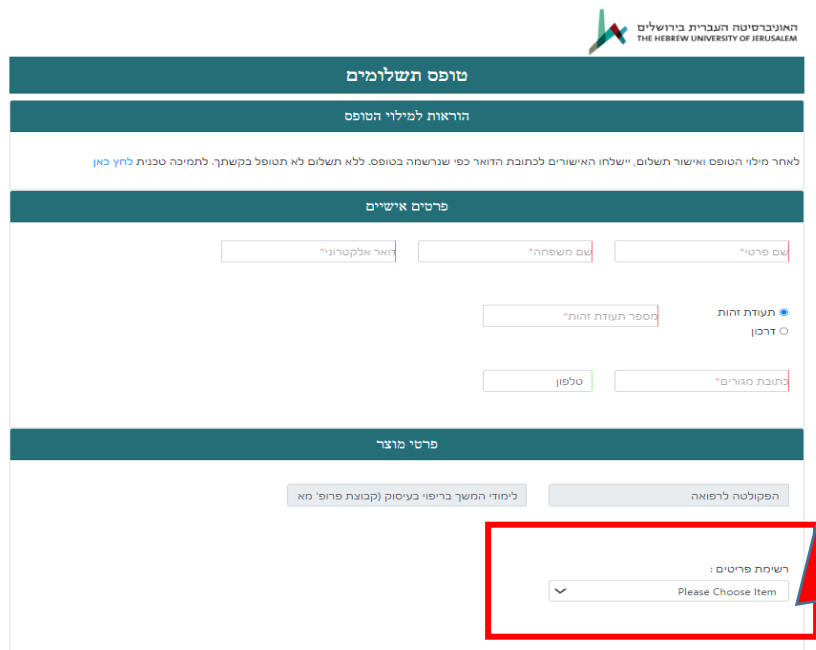 האוניברסיטה העברית בירושלים
THE HEBREW UNIVERSITY OF JERUSALEM
טופס תשלומים
הוראות למילוי הטופס
לאחר מילוי הטופס ואישור תשלום, יישלחו האישורים לכתובת הדואר כפי שנרשמה בטופס. ללא תשלום לא תטופל בקשתך. לתמיכה טכנית לחץ כאן
פרטים אישיים
שם פרטי* שם משפחה* דואר אלקטרוני*
תעודת זהות מספר תעודת זהות*
דרכון
כתובת מגורים* טלפון
פרטי מוצר
הפקולטה לרפואה לימודי המשך בריפוי בעיסוק (קבוצת פרופ' מא
רשימת פריטים :
Please Choose Item